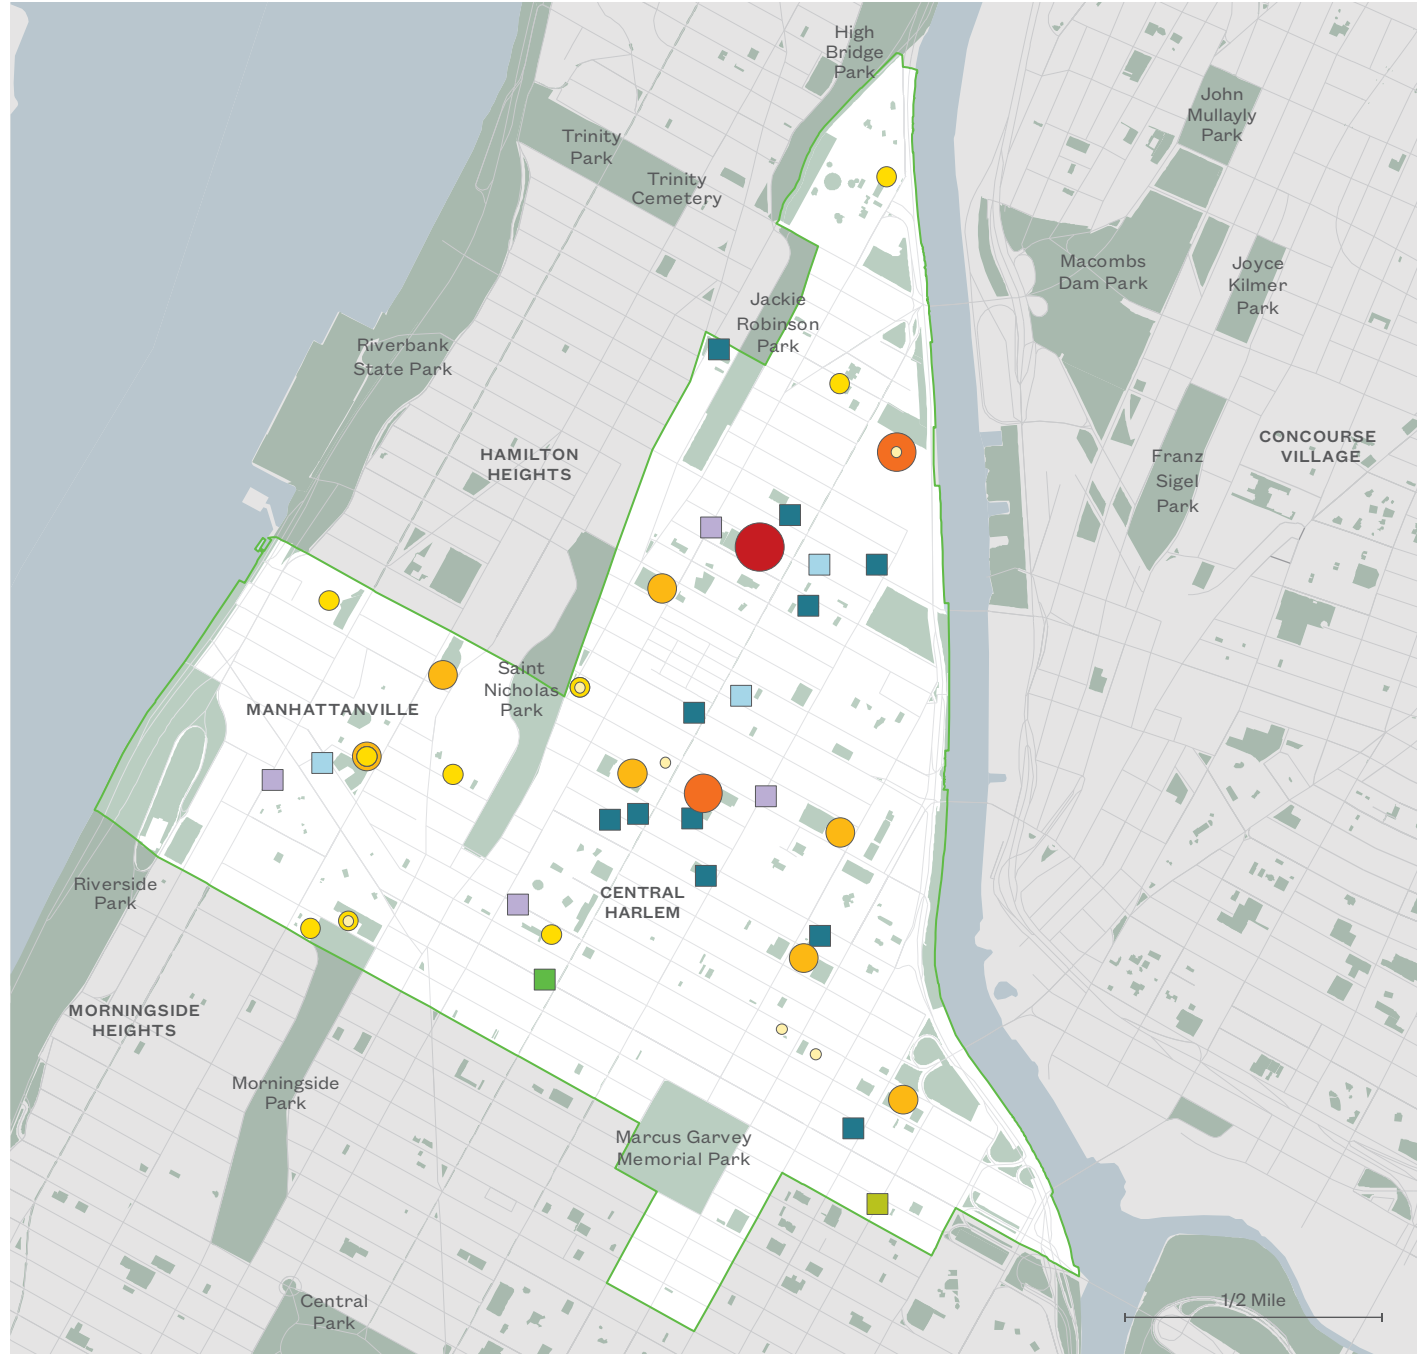 High
Bridge
Park
John
Mullayly
Park
Trinity
Park
Trinity
Cemetery
Macombs
Dam Park
Joyce
Kilmer
Park
Jackie
Robinson
Park
Riverbank
State Park
HAMILTON
HEIGHTS
CONCOURSE
VILLAGE
Franz
Sigel
Park
Saint
Nicholas
Park
MANHATTANVILLE
Riverside
Park
CENTRAL
HARLEM
MORNINGSIDE
HEIGHTS
Morningside
Park
Marcus Garvey
Memorial Park
Central
Park
1/2 Mile